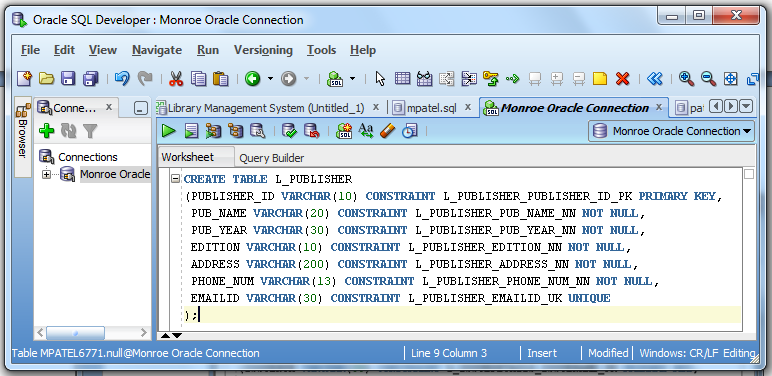 Oracle SQL Developer : Monroe Oracle Connection
File Edit View Navigate Run Versioning Tools Help
Conne... Library Management System (Untitled_1) mpatel.sql Monroe Oracle Connection
Browser
Monroe Oracle Connection
Connections
Monroe Oracle
Worksheet Query Builder
CREATE TABLE L_PUBLISHER
(PUBLISHER_ID VARCHAR(10) CONSTRAINT L_PUBLISHER_PUBLISHER_ID_PK PRIMARY KEY,
PUB_NAME VARCHAR(20) CONSTRAINT L_PUBLISHER_PUB_NAME_NN NOT NULL,
PUB_YEAR VARCHAR(30) CONSTRAINT L_PUBLISHER_PUB_YEAR_NN NOT NULL,
EDITION VARCHAR(10) CONSTRAINT L_PUBLISHER_EDITION_NN NOT NULL,
ADDRESS VARCHAR(200) CONSTRAINT L_PUBLISHER_ADDRESS_NN NOT NULL,
PHONE_NUM VARCHAR(13) CONSTRAINT L_PUBLISHER_PHONE_NUM_NN NOT NULL,
EMAILID VARCHAR(30) CONSTRAINT L_PUBLISHER_EMAILID_UK UNIQUE
);
Table MPATEL6771.null@Monroe Oracle Connection Line 9 Column 3 Insert Modified Windows: CR/LF Editing